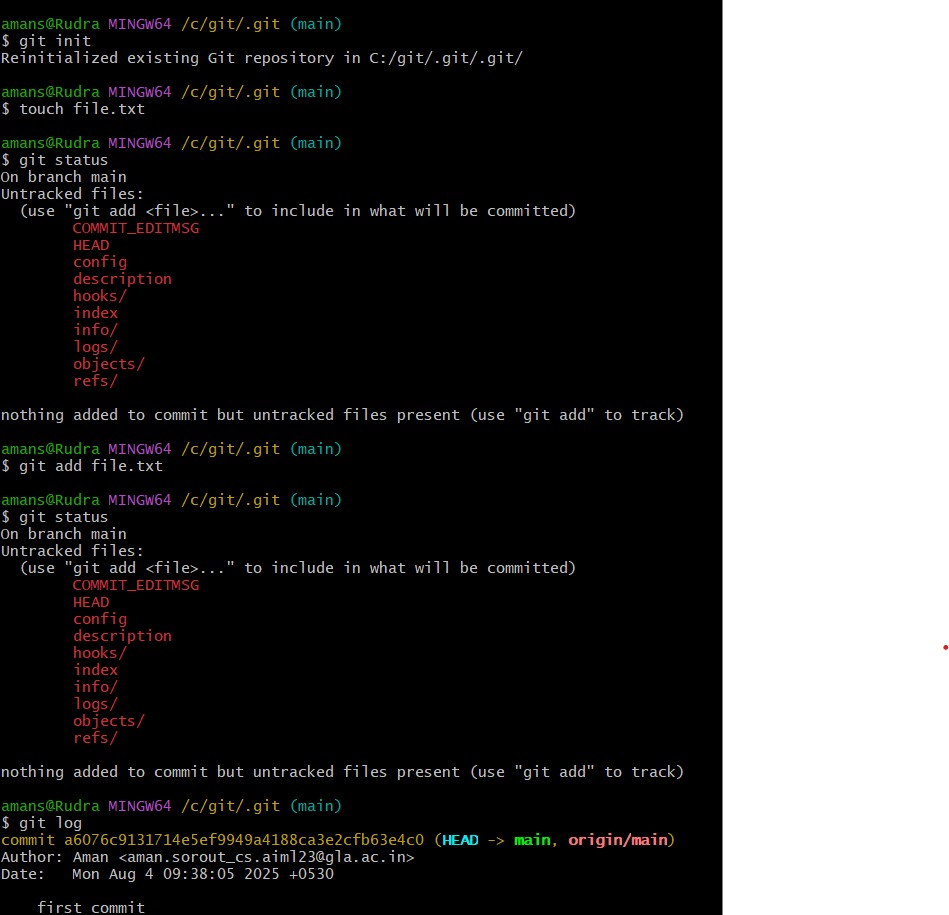 amans@Rudra MINGW64 /c/git/.git (main)
$ git init
Reinitialized existing Git repository in C:/git/.git/.git/
amans@Rudra MINGW64 /c/git/.git (main)
$ touch file.txt
amans@Rudra MINGW64 /c/git/.git (main)
$ git status
On branch main
Untracked files:
  (use "git add <file>..." to include in what will be committed)
        COMMIT_EDITMSG
        HEAD
        config
        description
        hooks/
        index
        info/
        logs/
        objects/
        refs/
nothing added to commit but untracked files present (use "git add" to track)
amans@Rudra MINGW64 /c/git/.git (main)
$ git add file.txt
amans@Rudra MINGW64 /c/git/.git (main)
$ git status
On branch main
Untracked files:
  (use "git add <file>..." to include in what will be committed)
        COMMIT_EDITMSG
        HEAD
        config
        description
        hooks/
        index
        info/
        logs/
        objects/
        refs/
nothing added to commit but untracked files present (use "git add" to track)
amans@Rudra MINGW64 /c/git/.git (main)
$ git log
commit a6076c9131714e5ef9949a4188ca3e2cfb63e4c0 (HEAD -> main, origin/main)
Author: Aman <aman.sorout_cs.aiml23@gla.ac.in>
Date:   Mon Aug 4 09:38:05 2025 +0530
    first commit